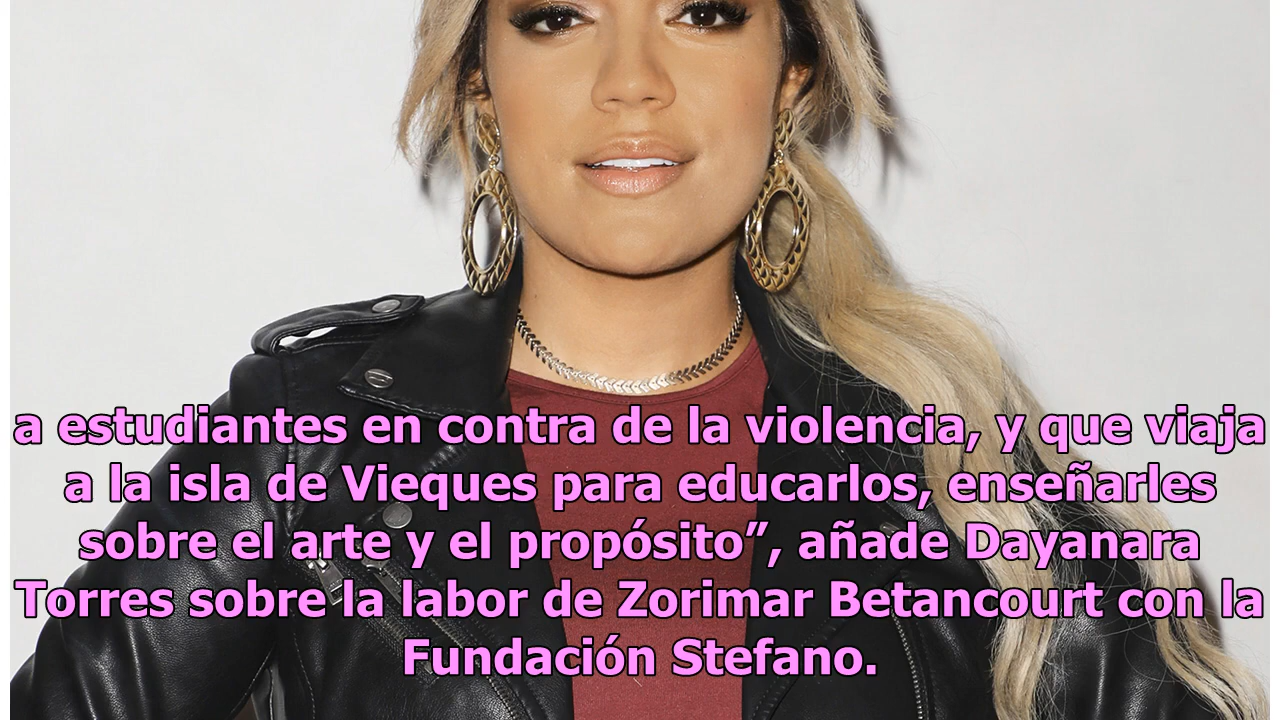 a estudiantes en contra de la violencia, y que viaja
a la isla de Vieques para educarlos, enseñarles
sobre el arte y el propósito”, añade Dayanara
Torres sobre la labor de Zorimar Betancourt con la
Fundación Stefano.